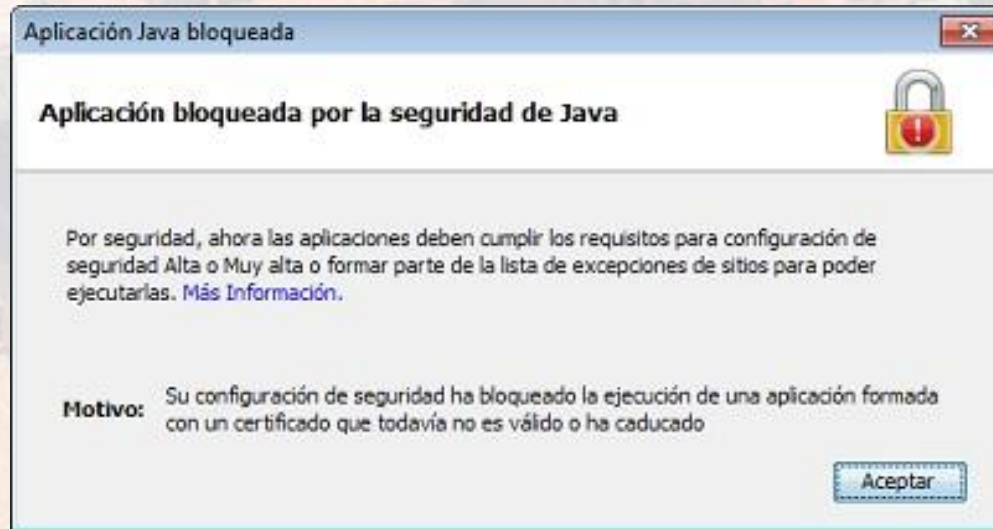 Aplicación Java bloqueada
Aplicación bloqueada por la seguridad de Java
Por seguridad, ahora las aplicaciones deben cumplir los requisitos para configuración de
seguridad Alta o Muy alta o formar parte de la lista de excepciones de sitios para poder
ejecutarlas. Más Información.
Motivo: Su configuración de seguridad ha bloqueado la ejecución de una aplicación formada
con un certificado que todavía no es válido o ha caducado
Aceptar